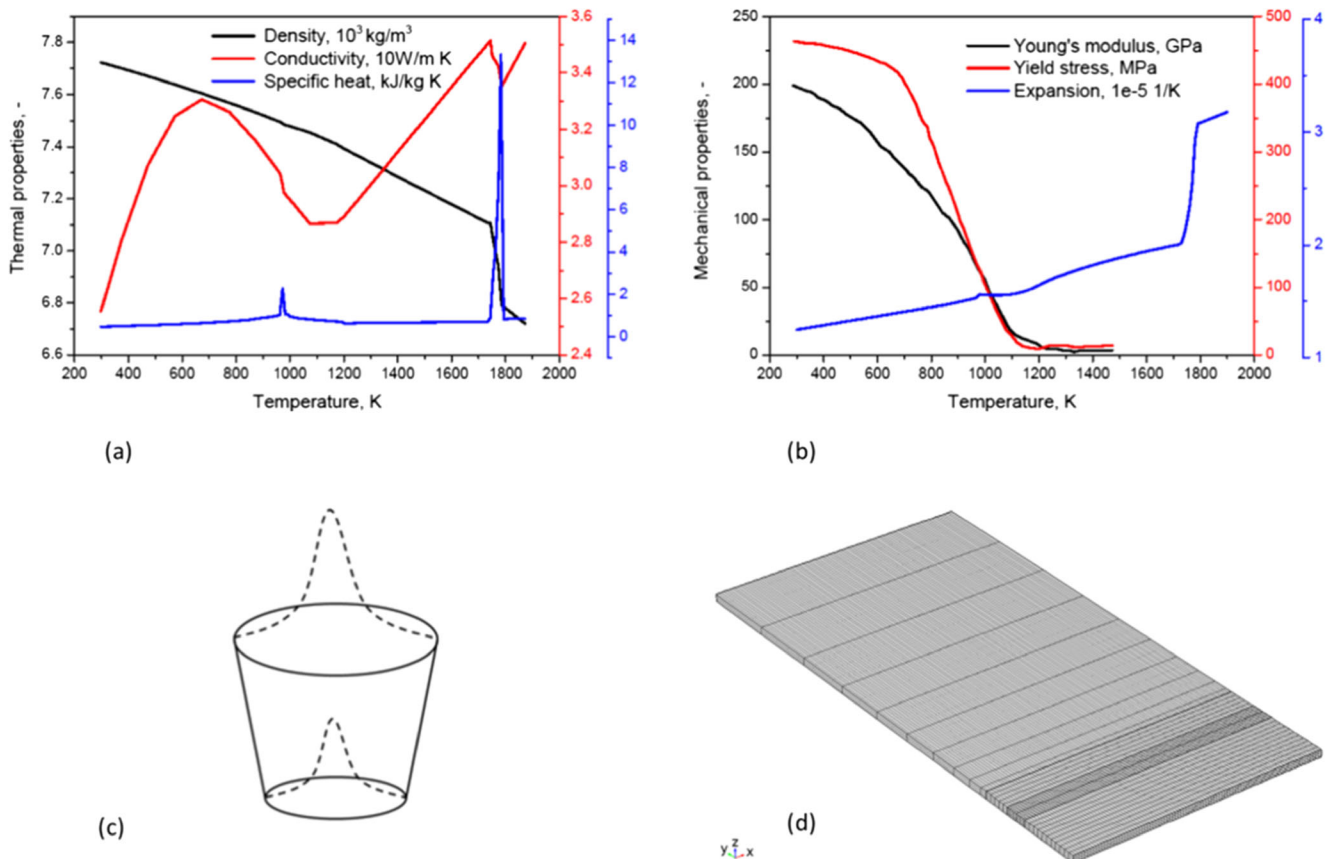 Density, 10³ kg/m³
Conductivity, 10W/m K
Specific heat, kJ/kg K
Thermal properties, -
7.8
7.6
7.4
7.2
7.0
6.8
6.6
3.6
3.4
3.2
3.0
2.8
2.6
2.4
14
12
10
8
6
4
2
0
200 400 600 800 1000 1200 1400 1600 1800 2000
Temperature, K
(a)
Young's modulus, GPa
Yield stress, MPa
Expansion, 1e-5 1/K
Mechanical properties, -
250
200
150
100
50
0
500
400
300
200
100
0
4
3
2
1
200 400 600 800 1000 1200 1400 1600 1800 2000
Temperature, K
(b)
(c)
(d)
y z x